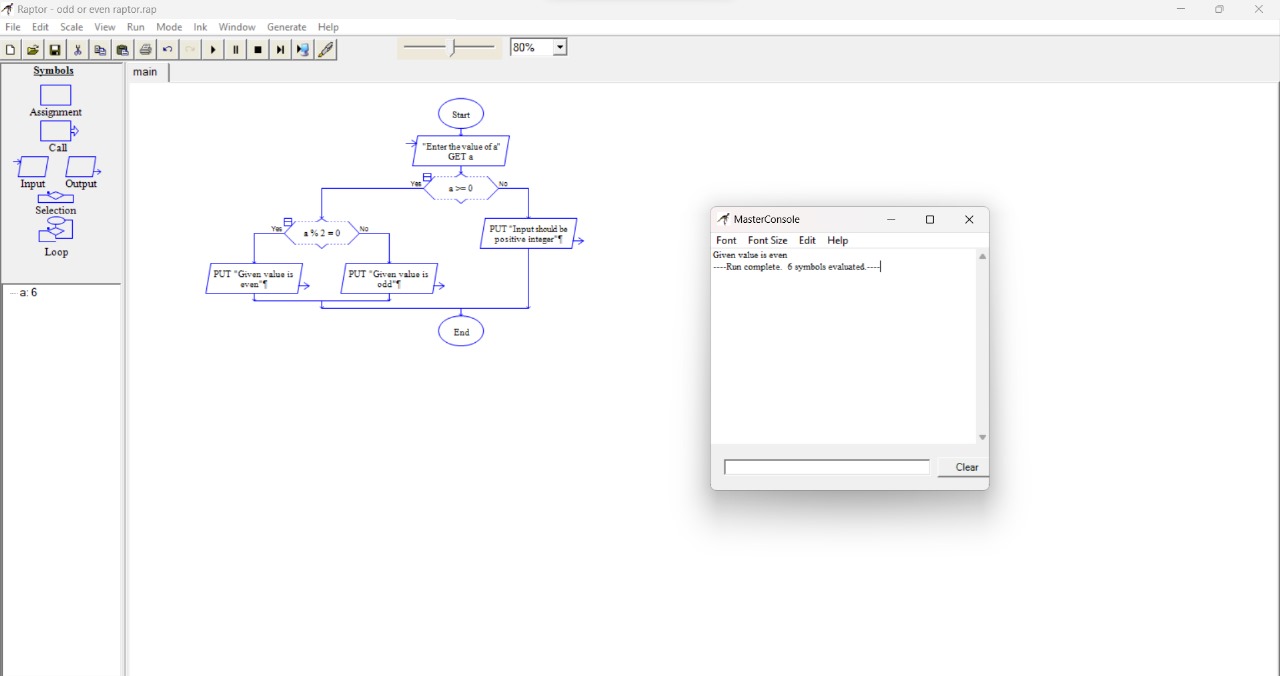 Raptor - odd or even raptor.rap
File Edit Scale View Run Mode Ink Window Generate Help
80%
Symbols
Assignment
Call
Input Output
Selection
Loop
a: 6
main
Start
"Enter the value of a"
GET a
Yes
a >= 0
No
Yes
a % 2 = 0
No
PUT "Input should be
positive integer"¶
PUT "Given value is
even"¶
PUT "Given value is
odd"¶
End
MasterConsole
Font Font Size Edit Help
Given value is even
----Run complete. 6 symbols evaluated.----
Clear